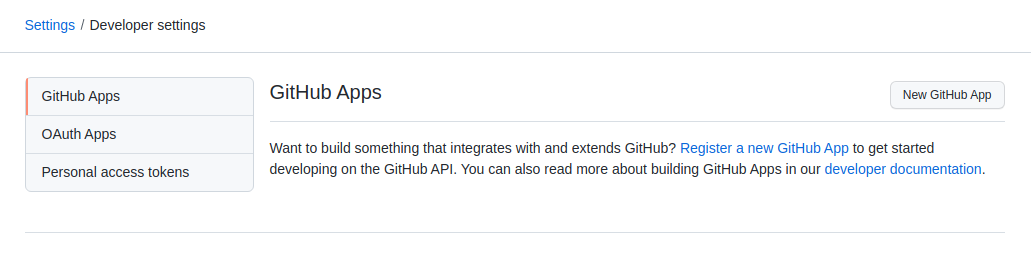 Settings / Developer settings
GitHub Apps
OAuth Apps
Personal access tokens
GitHub Apps
New GitHub App
Want to build something that integrates with and extends GitHub? Register a new GitHub App to get started
developing on the GitHub API. You can also read more about building GitHub Apps in our developer documentation.